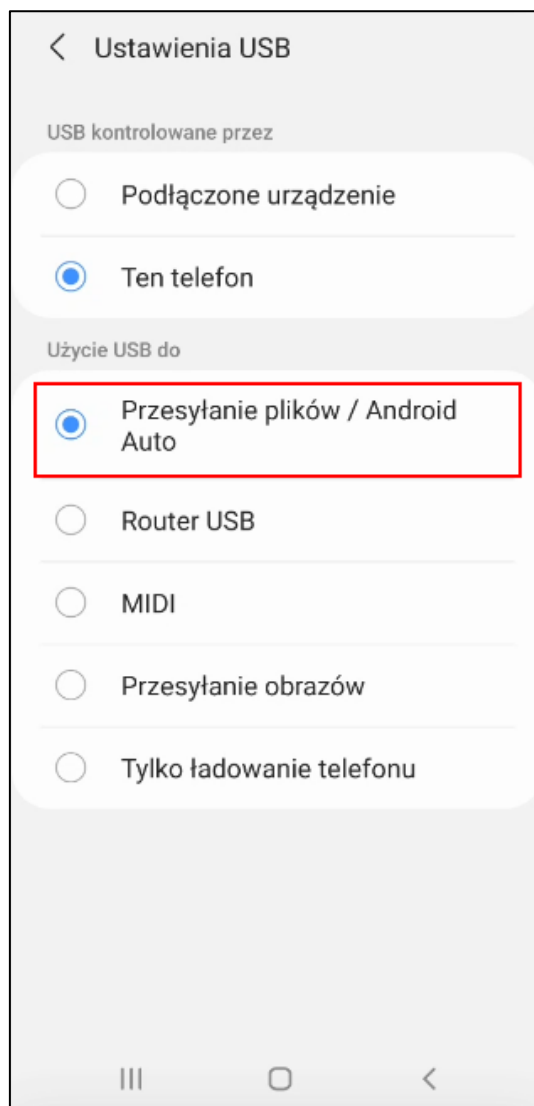 Ustawienia USB
USB kontrolowane przez
Podłączone urządzenie
Ten telefon
Użycie USB do
Przesyłanie plików / Android
Auto
Router USB
MIDI
Przesyłanie obrazów
Tylko ładowanie telefonu